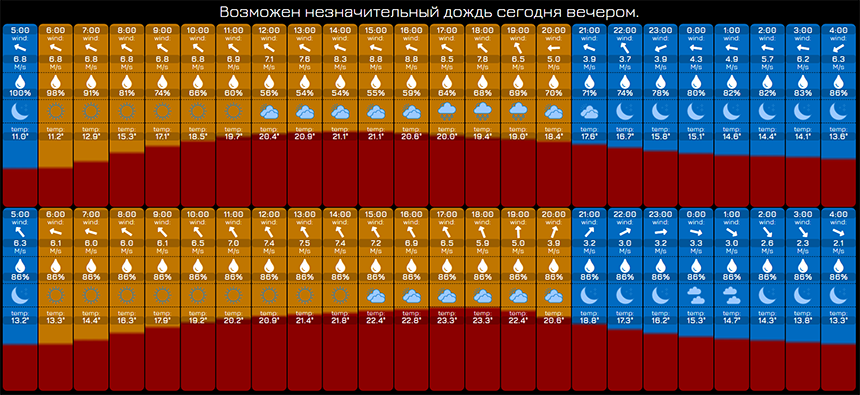 Возможен незначительный дождь сегодня вечером.
5:00 6:00 7:00 8:00 9:00 10:00 11:00 12:00 13:00 14:00 15:00 16:00 17:00 18:00 19:00 20:00 21:00 22:00 23:00 0:00 1:00 2:00 3:00 4:00
wind: wind: wind: wind: wind: wind: wind: wind: wind: wind: wind: wind: wind: wind: wind: wind: wind: wind: wind: wind: wind: wind: wind: wind:
6.8 6.8 6.8 6.8 6.8 6.8 6.9 7.1 7.6 8.3 8.8 8.8 8.5 7.8 6.5 5.0 3.9 3.7 3.9 4.3 4.9 5.7 6.2 6.3
M/s M/s M/s M/s M/s M/s M/s M/s M/s M/s M/s M/s M/s M/s M/s M/s M/s M/s M/s M/s M/s M/s M/s M/s
100% 98% 91% 81% 74% 66% 60% 56% 54% 54% 55% 59% 64% 68% 69% 70% 71% 74% 78% 80% 82% 82% 83% 86%
temp: temp: temp: temp: temp: temp: temp: temp: temp: temp: temp: temp: temp: temp: temp: temp: temp: temp: temp: temp: temp: temp: temp: temp:
11.0° 11.2° 12.9° 15.3° 17.1° 18.5° 19.7° 20.4° 20.9° 21.1° 21.1° 20.6° 20.0° 19.4° 19.0° 18.4° 17.6° 16.7° 15.8° 15.1° 14.6° 14.4° 14.1° 13.6°
5:00 6:00 7:00 8:00 9:00 10:00 11:00 12:00 13:00 14:00 15:00 16:00 17:00 18:00 19:00 20:00 21:00 22:00 23:00 0:00 1:00 2:00 3:00 4:00
wind: wind: wind: wind: wind: wind: wind: wind: wind: wind: wind: wind: wind: wind: wind: wind: wind: wind: wind: wind: wind: wind: wind: wind:
6.3 6.1 6.0 6.0 6.1 6.5 7.0 7.4 7.5 7.4 7.2 6.9 6.5 5.9 5.0 3.9 3.2 3.0 3.2 3.3 3.0 2.6 2.3 2.1
M/s M/s M/s M/s M/s M/s M/s M/s M/s M/s M/s M/s M/s M/s M/s M/s M/s M/s M/s M/s M/s M/s M/s M/s
86% 86% 86% 86% 86% 86% 86% 86% 86% 86% 86% 86% 86% 86% 86% 86% 86% 86% 86% 86% 86% 86% 86% 86%
temp: temp: temp: temp: temp: temp: temp: temp: temp: temp: temp: temp: temp: temp: temp: temp: temp: temp: temp: temp: temp: temp: temp: temp:
13.2° 13.3° 14.4° 16.3° 17.9° 19.2° 20.2° 20.9° 21.4° 21.8° 22.4° 22.8° 23.3° 23.3° 22.4° 20.6° 18.8° 17.3° 16.2° 15.3° 14.7° 14.3° 13.8° 13.3°